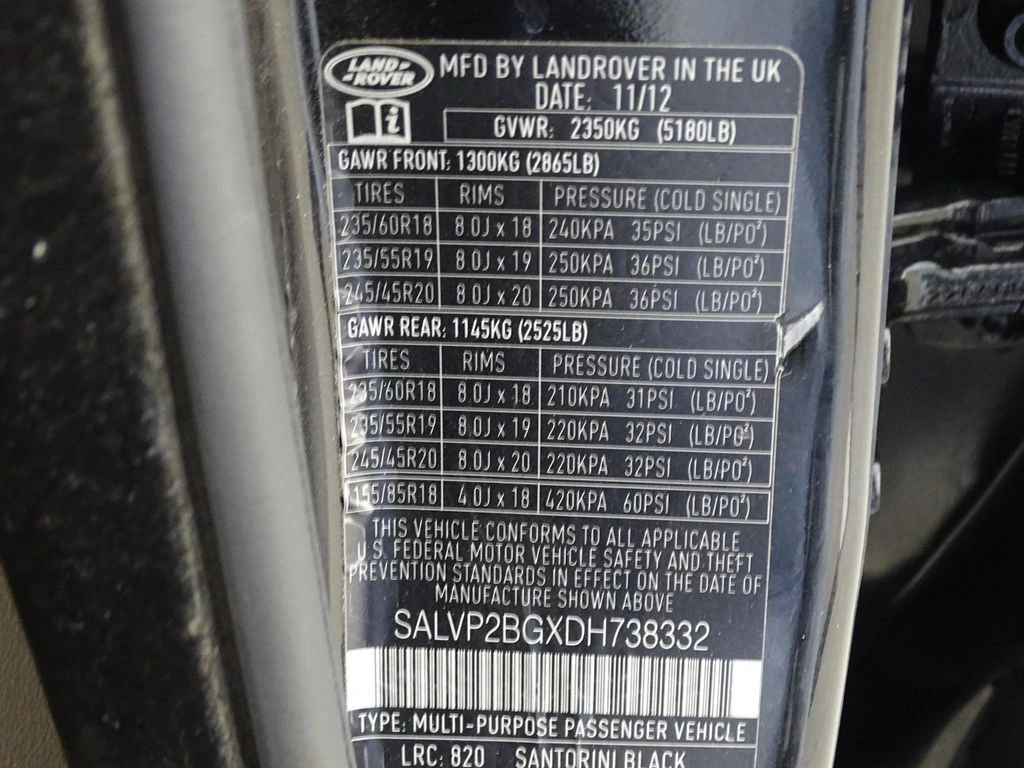 LAND ROVER MFD BY LANDROVER IN THE UK
DATE: 11/12
i
GVWR: 2350KG (5180LB)
GAWR FRONT: 1300KG (2865LB)
TIRES RIMS PRESSURE (COLD SINGLE)
235/60R18 8.0J x 18 240KPA 35PSI (LB/PO²)
235/55R19 8.0J x 19 250KPA 36PSI (LB/PO²)
245/45R20 8.0J x 20 250KPA 36PSI (LB/PO²)
GAWR REAR: 1145KG (2525LB)
TIRES RIMS PRESSURE (COLD SINGLE)
235/60R18 8.0J x 18 210KPA 31PSI (LB/PO²)
235/55R19 8.0J x 19 220KPA 32PSI (LB/PO²)
245/45R20 8.0J x 20 220KPA 32PSI (LB/PO²)
155/85R18 4.0J x 18 420KPA 60PSI (LB/PO²)
THIS VEHICLE CONFORMS TO ALL APPLICABLE
U.S. FEDERAL MOTOR VEHICLE SAFETY AND THEFT
PREVENTION STANDARDS IN EFFECT ON THE DATE OF
MANUFACTURE SHOWN ABOVE
SALVP2BGXDH738332
TYPE: MULTI-PURPOSE PASSENGER VEHICLE
LRC: 820 SANTORINI BLACK